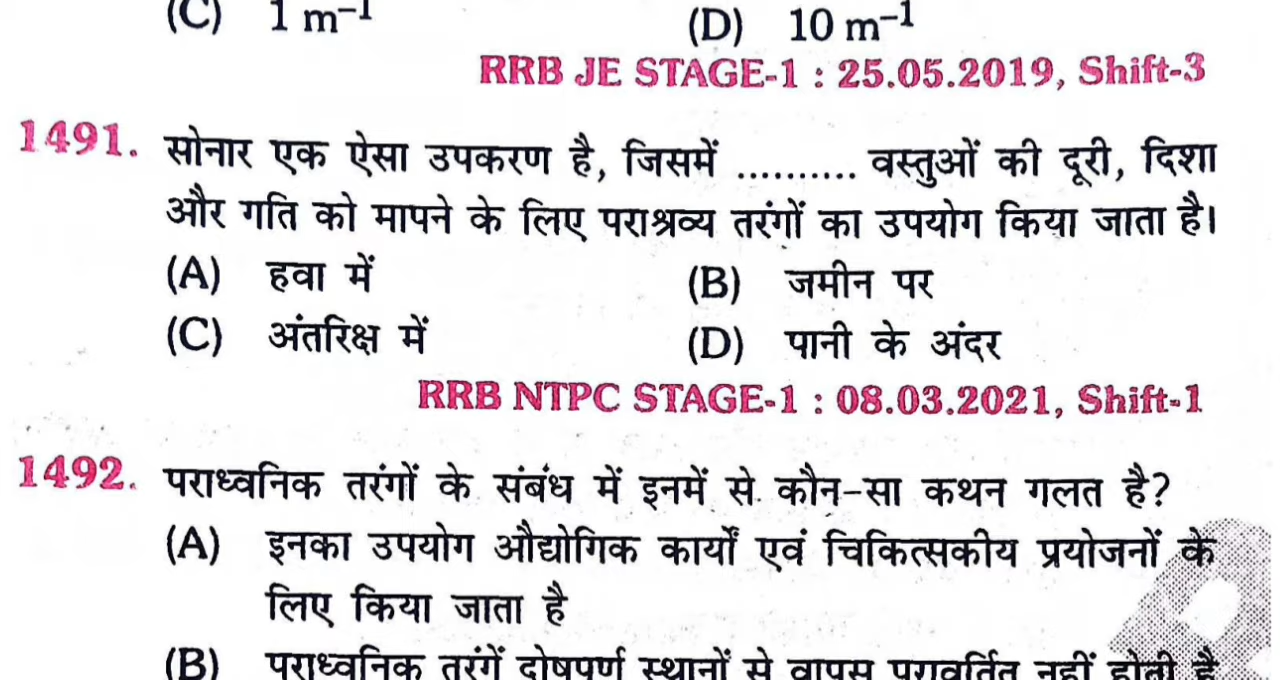 (C) 1 m⁻¹ (D) 10 m⁻¹
RRB JE STAGE-1 : 25.05.2019, Shift-3
1491. सोनार एक ऐसा उपकरण है, जिसमें .......... वस्तुओं की दूरी, दिशा
और गति को मापने के लिए पराश्रव्य तरंगों का उपयोग किया जाता है।
(A) हवा में (B) जमीन पर
(C) अंतरिक्ष में (D) पानी के अंदर
RRB NTPC STAGE-1 : 08.03.2021, Shift-1
1492. पराध्वनिक तरंगों के संबंध में इनमें से कौन-सा कथन गलत है?
(A) इनका उपयोग औद्योगिक कार्यों एवं चिकित्सकीय प्रयोजनों के
लिए किया जाता है
(B) पराध्वनिक तरंगें दोषपूर्ण स्थानों से वापस परावर्तित नहीं होती है